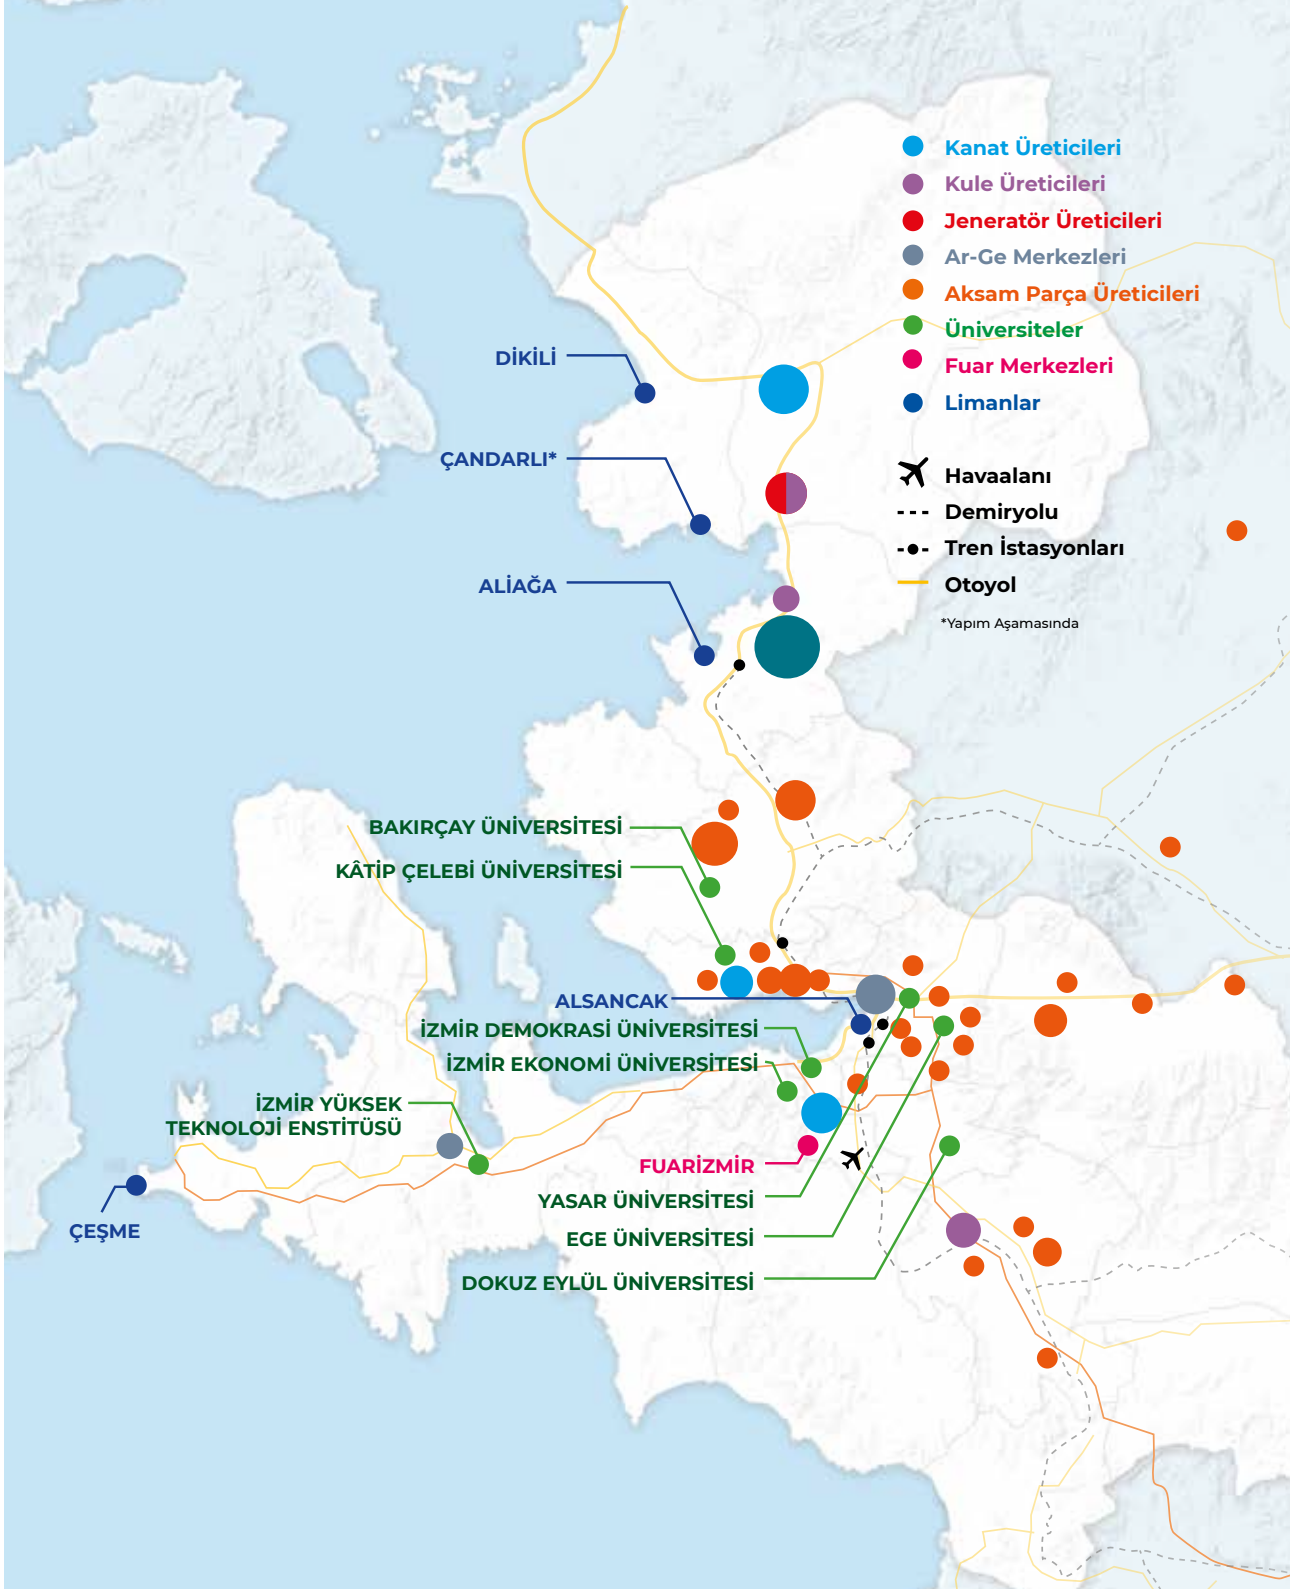 Kanat Üreticileri
Kule Üreticileri
Jeneratör Üreticileri
Ar-Ge Merkezleri
Aksam Parça Üreticileri
Üniversiteler
Fuar Merkezleri
Limanlar
Havaalanı
Demiryolu
Tren İstasyonları
Otoyol
*Yapım Aşamasında
DİKİLİ
ÇANDARLI*
ALİAĞA
BAKIRÇAY ÜNİVERSİTESİ
KÂTİP ÇELEBİ ÜNİVERSİTESİ
ALSANCAK
İZMİR DEMOKRASİ ÜNİVERSİTESİ
İZMİR EKONOMİ ÜNİVERSİTESİ
İZMİR YÜKSEK
TEKNOLOJİ ENSTİTÜSÜ
FUARİZMİR
YASAR ÜNİVERSİTESİ
ÇEŞME
EGE ÜNİVERSİTESİ
DOKUZ EYLÜL ÜNİVERSİTESİ